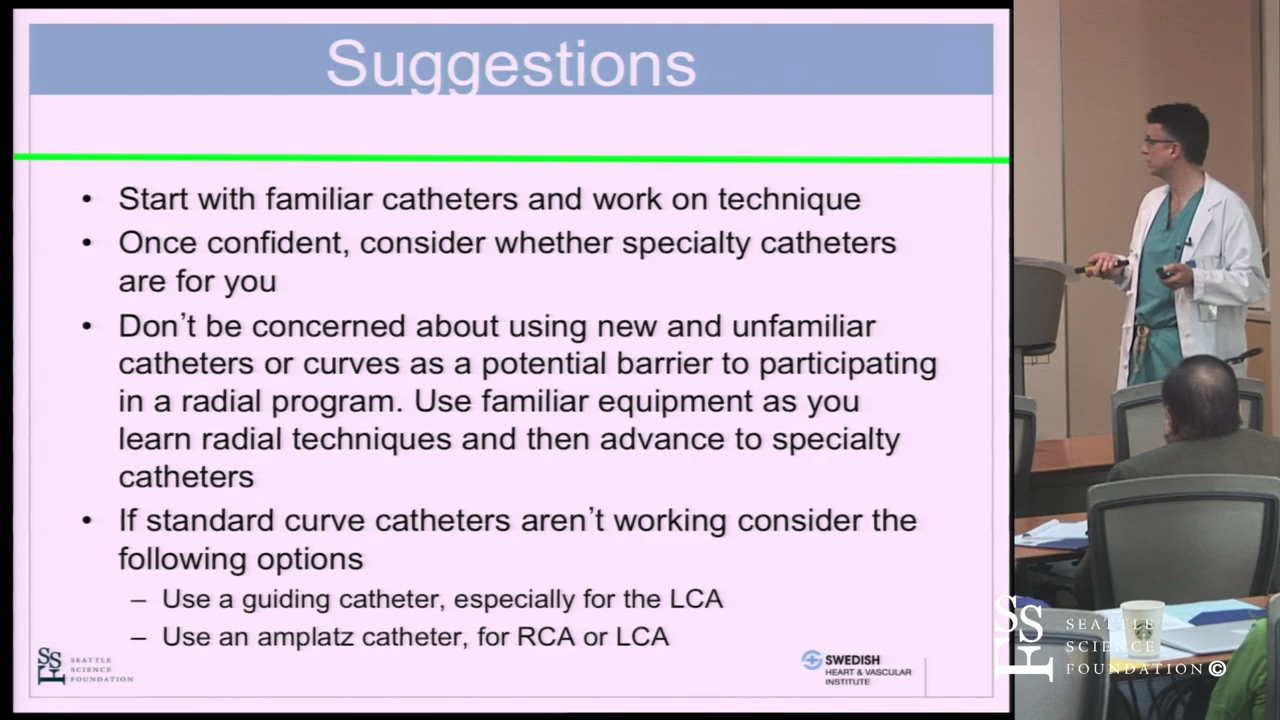 Suggestions
• Start with familiar catheters and work on technique
• Once confident, consider whether specialty catheters
are for you
• Don't be concerned about using new and unfamiliar
catheters or curves as a potential barrier to participating
in a radial program. Use familiar equipment as you
learn radial techniques and then advance to specialty
catheters
• If standard curve catheters aren't working consider the
following options
– Use a guiding catheter, especially for the LCA
– Use an amplatz catheter, for RCA or LCA
SSF
SEATTLE
SCIENCE
FOUNDATION
SWEDISH
HEART & VASCULAR
INSTITUTE
SSF
SEATTLE
SCIENCE
FOUNDATION©